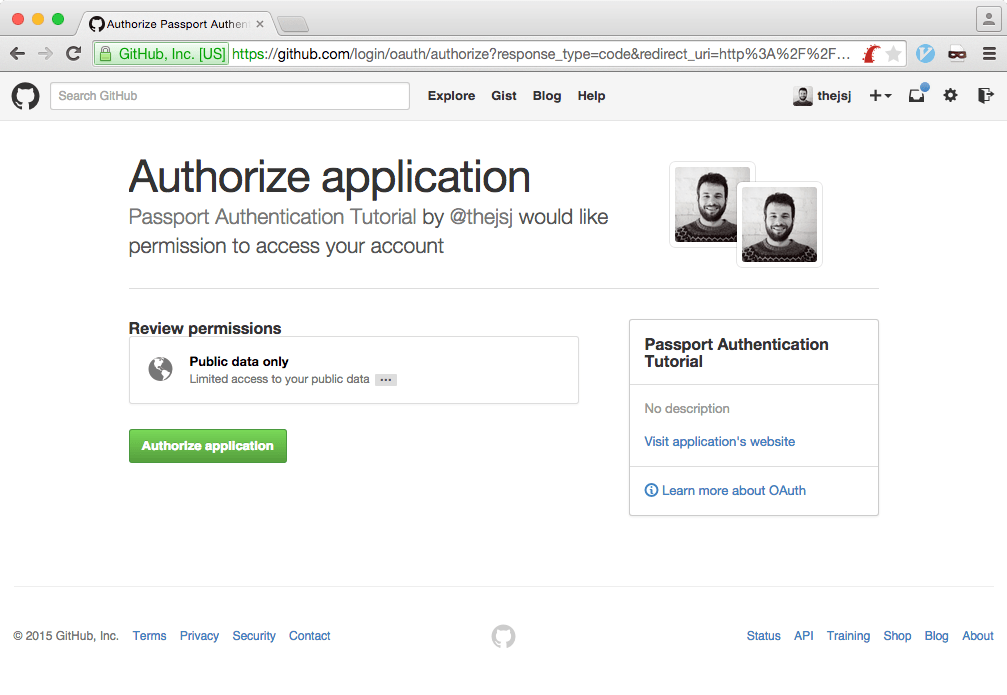 Authorize Passport Authen
GitHub, Inc. [US] https://github.com/login/oauth/authorize?response_type=code&redirect_uri=http%3A%2F%2F...
Search GitHub
Explore Gist Blog Help
thejsj
Authorize application
Passport Authentication Tutorial by @thejsj would like
permission to access your account
Review permissions
Public data only
Limited access to your public data ...
Authorize application
Passport Authentication
Tutorial
No description
Visit application's website
Learn more about OAuth
© 2015 GitHub, Inc. Terms Privacy Security Contact
Status API Training Shop Blog About